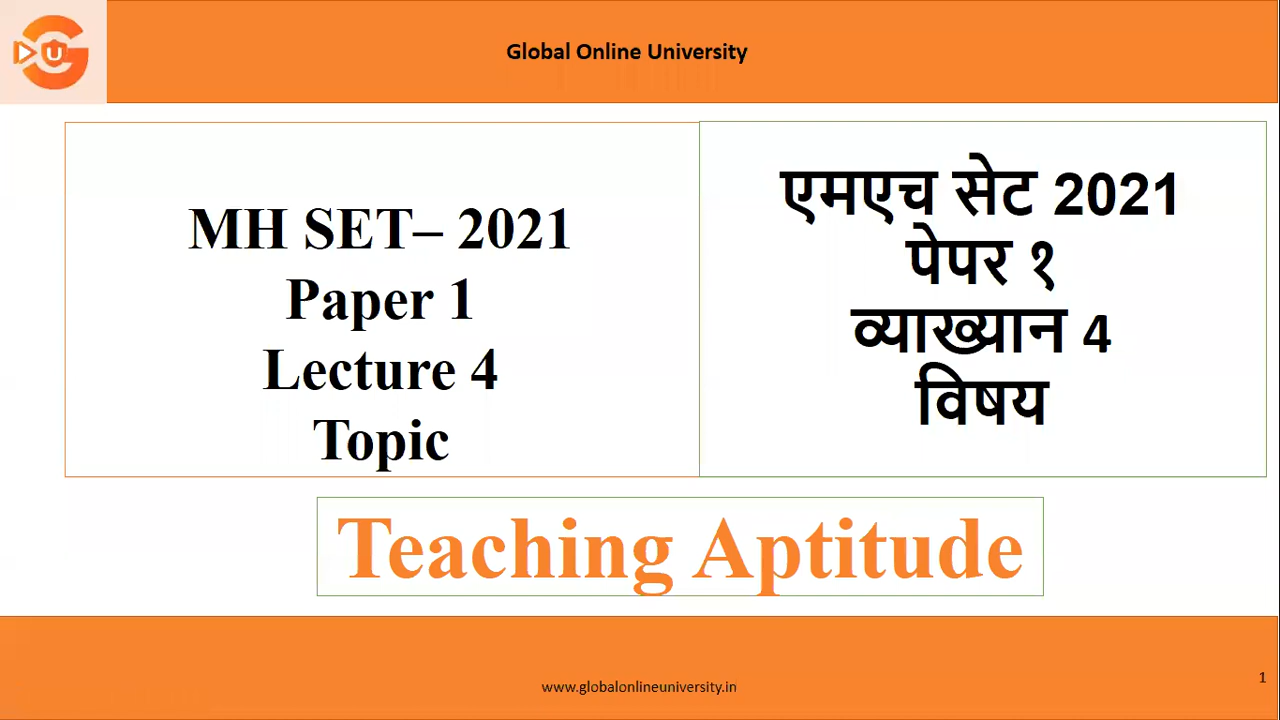 Global Online University
MH SET– 2021
Paper 1
Lecture 4
Topic
एमएच सेट 2021
पेपर १
व्याख्यान 4
विषय
Teaching Aptitude
www.globalonlineuniversity.in
1